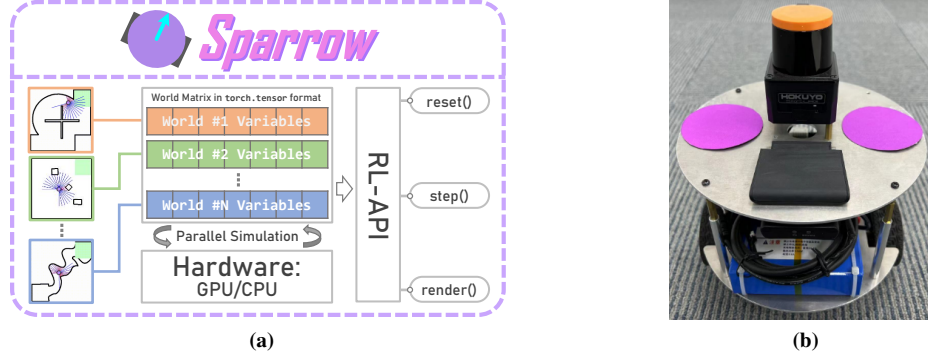 Sparrow
World Matrix in torch.tensor format
World #1 Variables
World #2 Variables
World #N Variables
Parallel Simulation
Hardware:
GPU/CPU
RL-API
reset()
step()
render()
HOKUYO
(a)
(b)